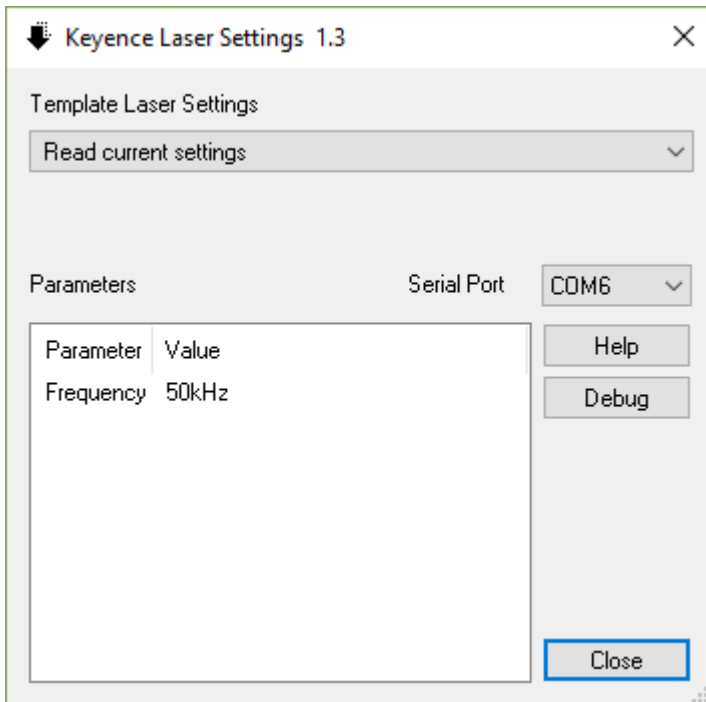 Keyence Laser Settings 1.3
Template Laser Settings
Read current settings
Parameters Serial Port COM6
Parameter Value Help
Frequency 50kHz Debug
Close